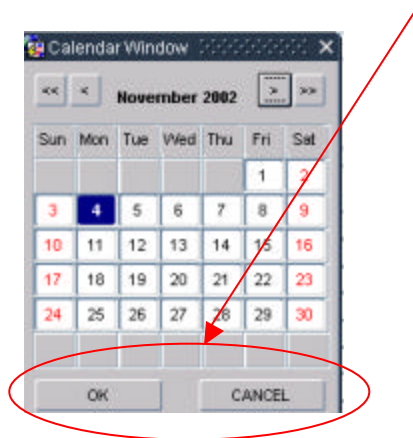 Calendar Window ×
<< < November 2002 > >>
Sun Mon Tue Wed Thu Fri Sat
1 2
3 4 5 6 7 8 9
10 11 12 13 14 15 16
17 18 19 20 21 22 23
24 25 26 27 28 29 30
OK CANCEL